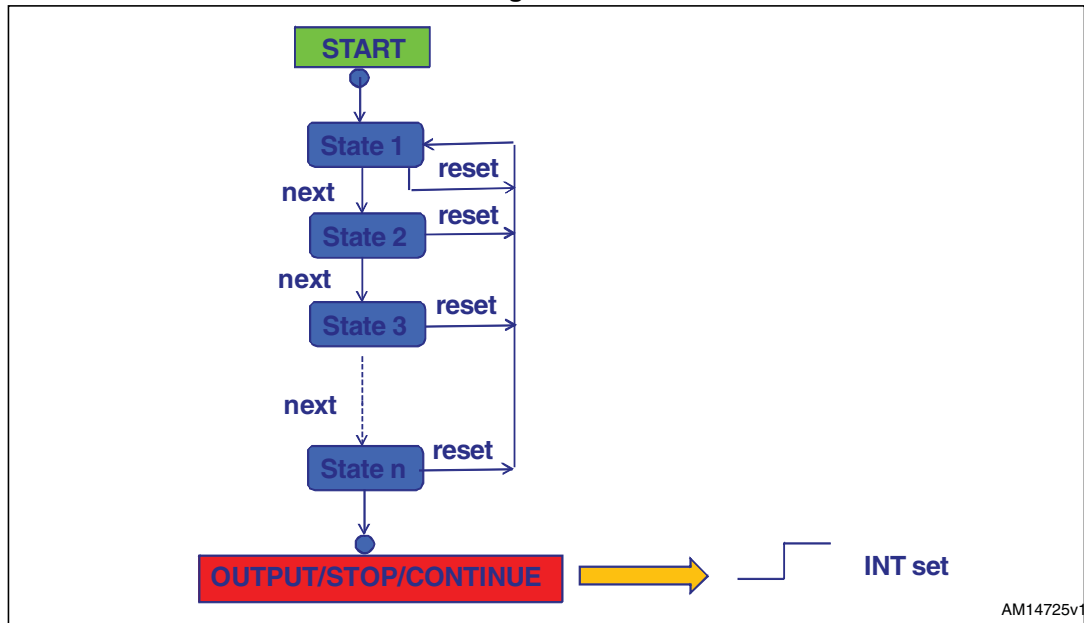 START
State 1
reset
next
reset
State 2
next
reset
State 3
next
reset
State n
OUTPUT/STOP/CONTINUE
INT set
AM14725v1